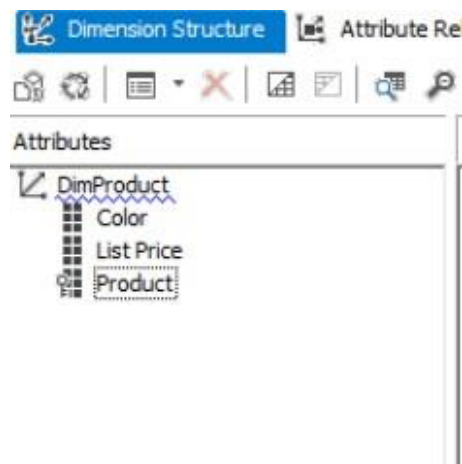 Dimension Structure Attribute Re
Attributes
DimProduct
Color
List Price
Product